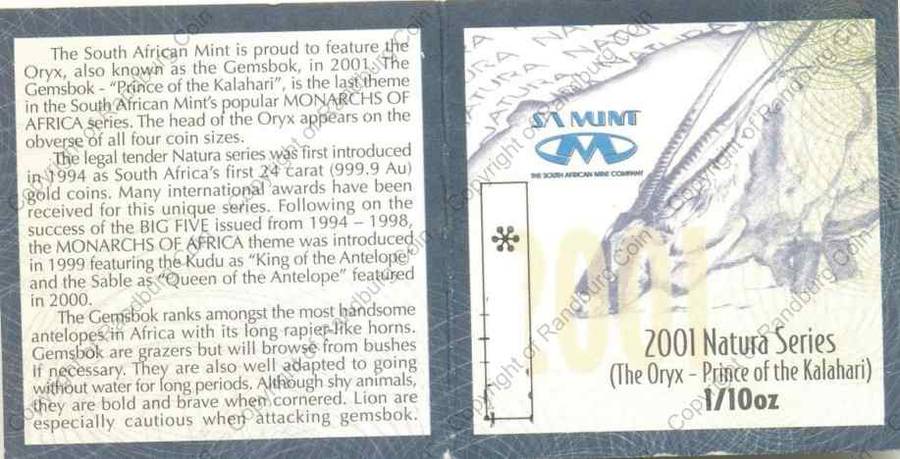 The South African Mint is proud to feature the
Oryx, also known as the Gemsbok, in 2001. The
Gemsbok - "Prince of the Kalahari", is the last theme
in the South African Mint's popular MONARCHS OF
AFRICA series. The head of the Oryx appears on the
obverse of all four coin sizes.
The legal tender Natura series was first introduced
in 1994 as South Africa's first 24 carat (999.9 Au)
gold coins. Many international awards have been
received for this unique series. Following on the
success of the BIG FIVE issued from 1994 – 1998,
the MONARCHS OF AFRICA theme was introduced
in 1999 featuring the Kudu as "King of the Antelope"
and the Sable as "Queen of the Antelope" featured
in 2000.
The Gemsbok ranks amongst the most handsome
antelopes in Africa with its long rapier-like horns.
Gemsbok are grazers but will browse from bushes
if necessary. They are also well adapted to going
without water for long periods. Although shy animals,
they are bold and brave when cornered. Lion are
especially cautious when attacking gemsbok.
NATURA NATURA
SA MINT
THE SOUTH AFRICAN MINT COMPANY
2001
2001 Natura Series
(The Oryx - Prince of the Kalahari)
1/10oz
Copyright of Randburg Coin